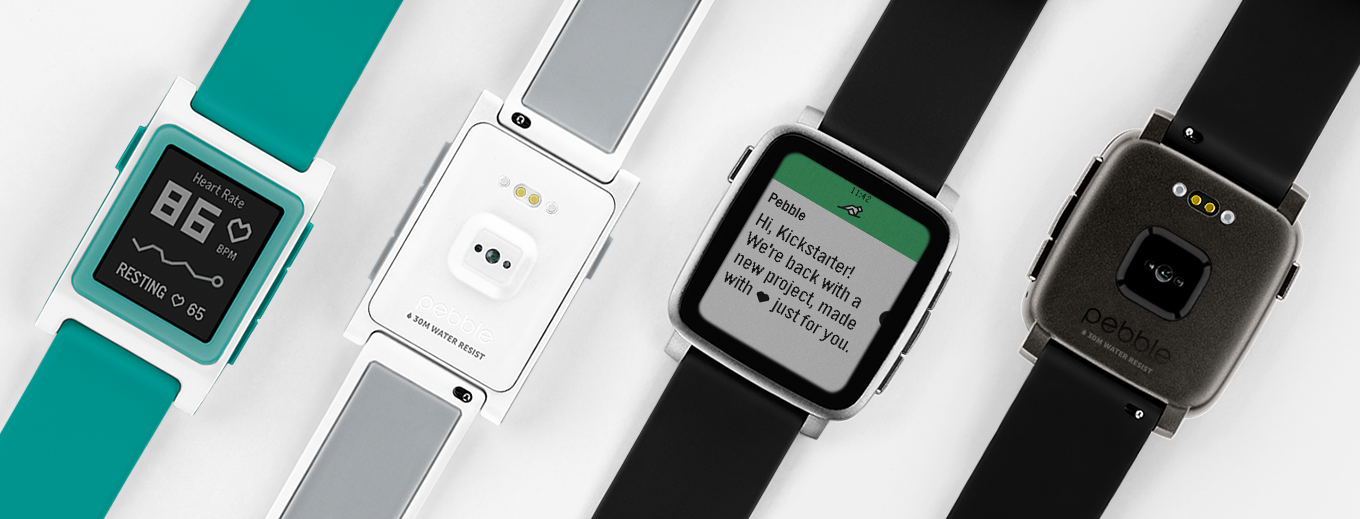 Heart Rate
86
BPM
RESTING 65
pebble
30M WATER RESIST
11:42
Pebble
Hi, Kickstarter!
We're back with a
new project, made
with ♥ just for you.
pebble
30M WATER RESIST